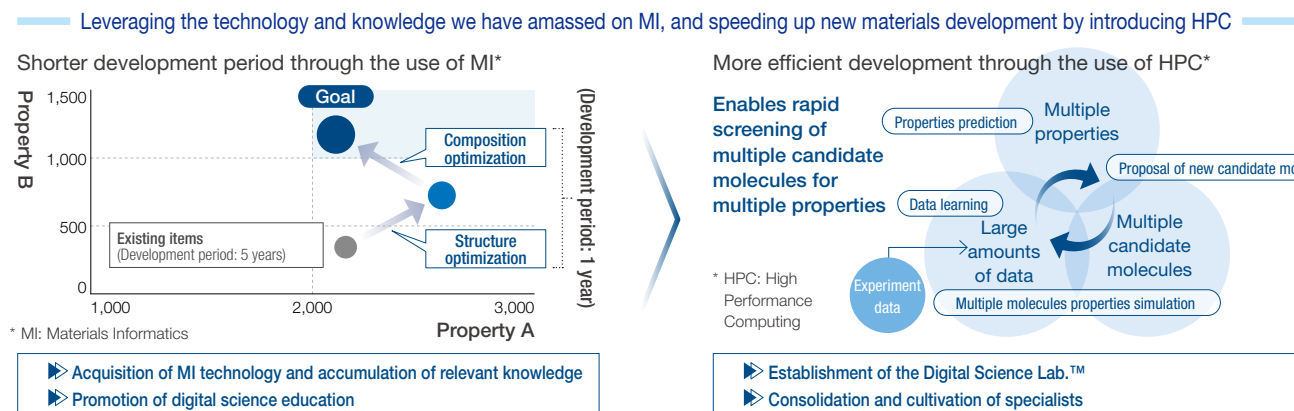 Leveraging the technology and knowledge we have amassed on MI, and speeding up new materials development by introducing HPC
Shorter development period through the use of MI*
Property B
1,500
1,000
500
0
Goal
Composition
optimization
Structure
optimization
Existing items
(Development period: 5 years)
(Development period: 1 year)
1,000
2,000
3,000
Property A
* MI: Materials Informatics
Acquisition of MI technology and accumulation of relevant knowledge
Promotion of digital science education
More efficient development through the use of HPC*
Enables rapid
screening of
multiple candidate
molecules for
multiple properties
Properties prediction
Multiple
properties
Proposal of new candidate
Data learning
Large
amounts
of data
Multiple
candidate
molecules
Experiment
data
Multiple molecules properties simulation
* HPC: High
Performance
Computing
Establishment of the Digital Science Lab.™
Consolidation and cultivation of specialists